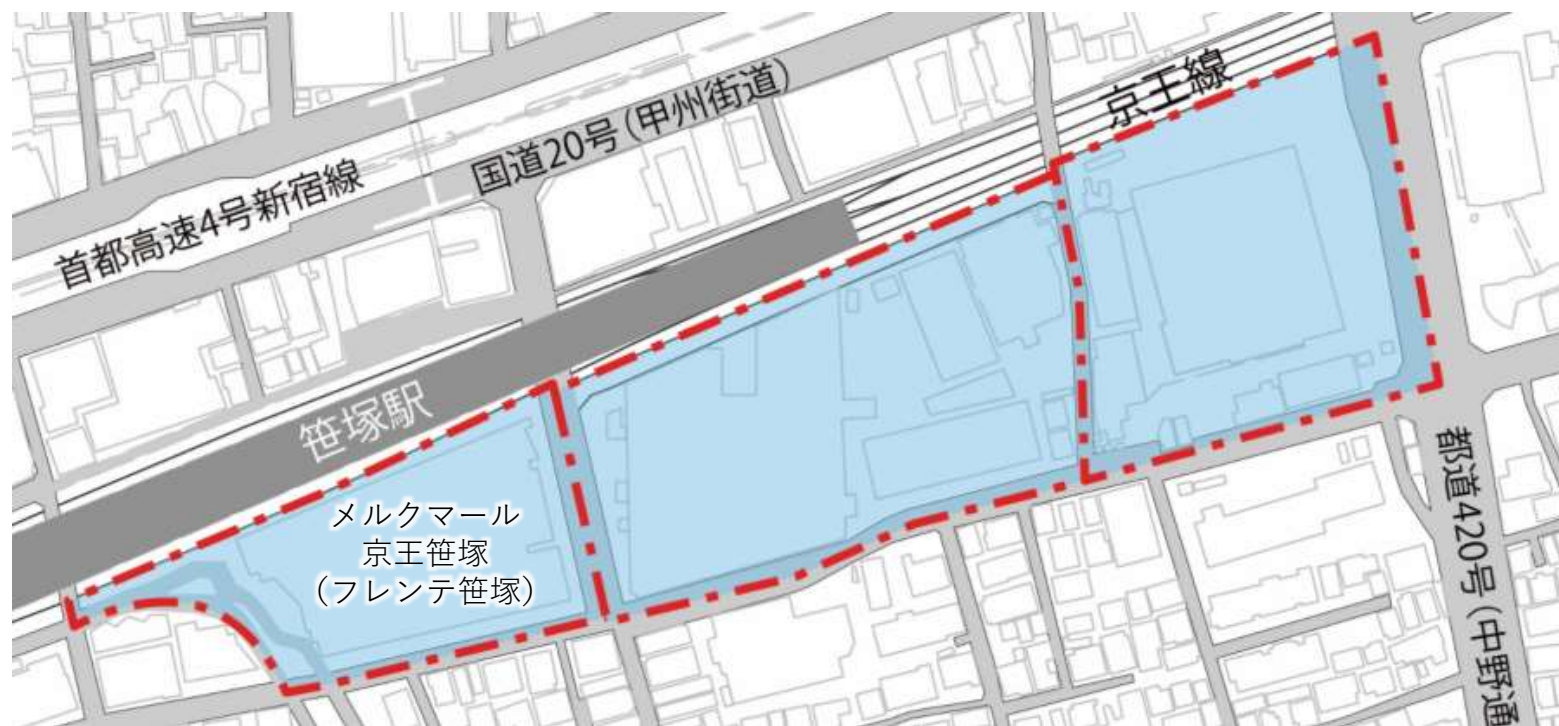 京王線
国道20号（甲州街道）
首都高速4号新宿線
笹塚駅
メルクマール
京王笹塚
（フレンテ笹塚）
都道420号（中野通